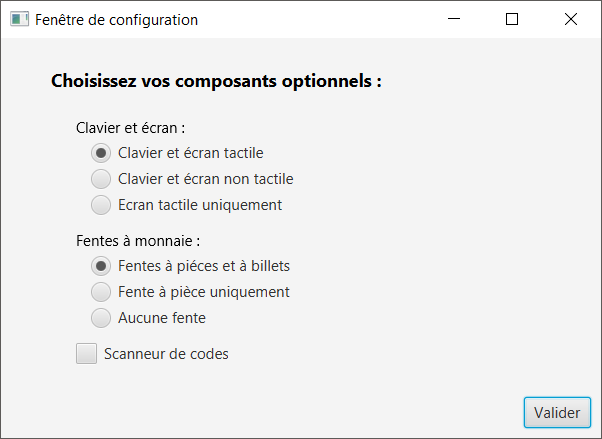 Fenêtre de configuration
Choisissez vos composants optionnels :
Clavier et écran :
Clavier et écran tactile
Clavier et écran non tactile
Ecran tactile uniquement
Fentes à monnaie :
Fentes à piéces et à billets
Fente à pièce uniquement
Aucune fente
Scanneur de codes
Valider